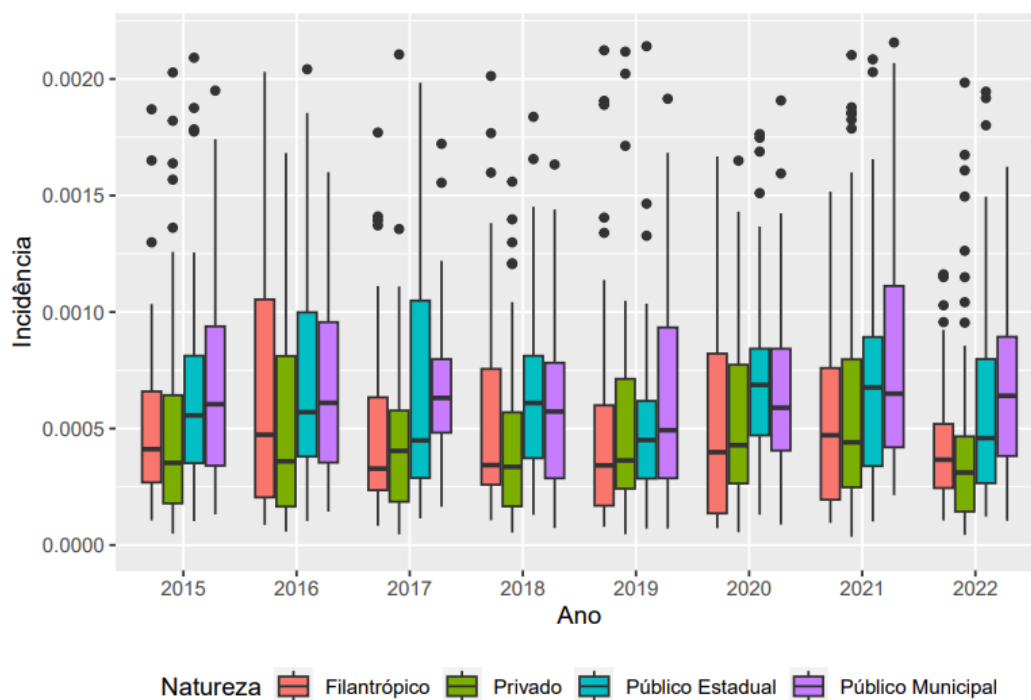 0.0020
0.0015
0.0010
0.0005
0.0000
Incidência
2015 2016 2017 2018 2019 2020 2021 2022
Ano
Natureza Filantrópico Privado Público Estadual Público Municipal